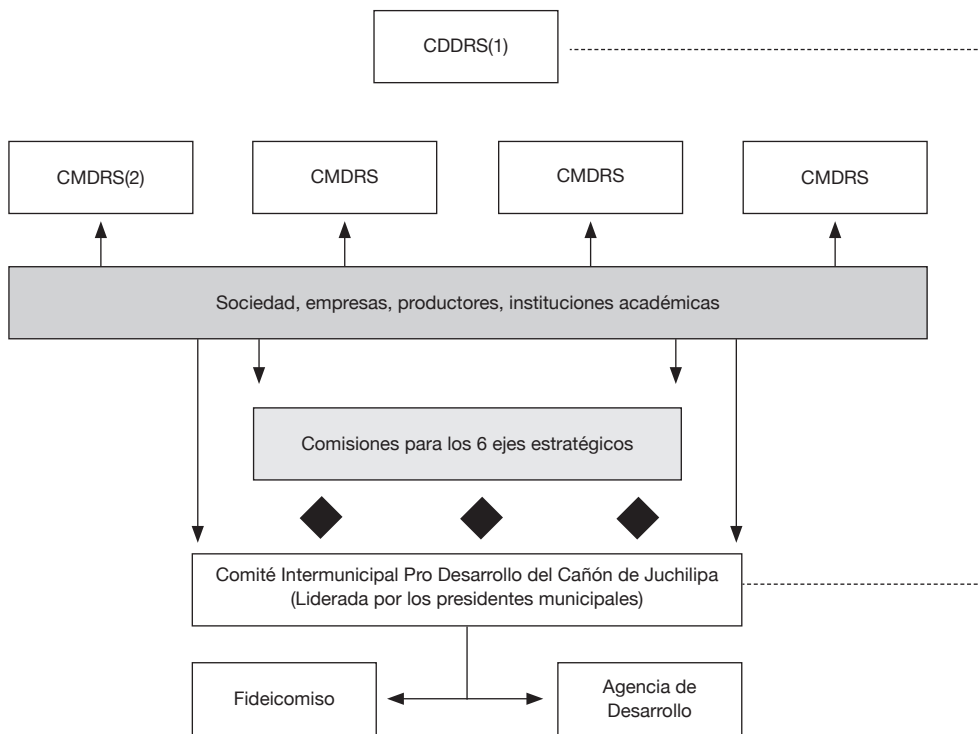 CDDRS(1)
CMDRS(2)
CMDRS
CMDRS
CMDRS
Sociedad, empresas, productores, instituciones académicas
Comisiones para los 6 ejes estratégicos
Comité Intermunicipal Pro Desarrollo del Cañón de Juchilipa
(Liderada por los presidentes municipales)
Fideicomiso
Agencia de
Desarrollo